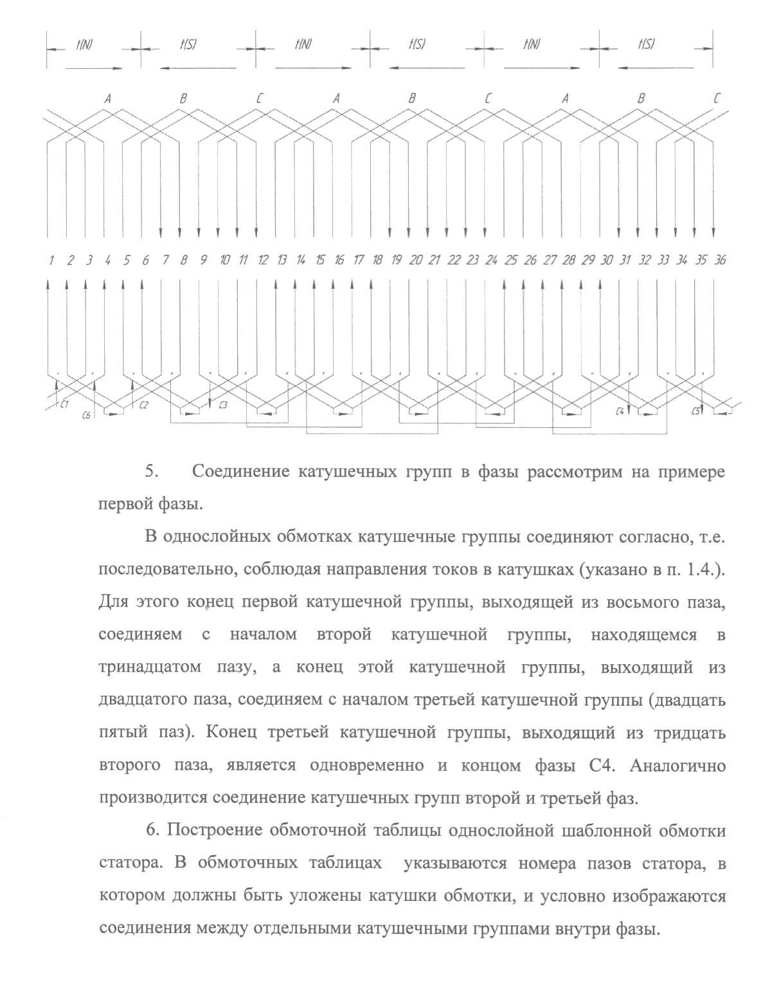 t(N) t(S) t(N) t(S) t(N) t(S)
A B C A B C A B C
1 2 3 4 5 6 7 8 9 10 11 12 13 14 15 16 17 18 19 20 21 22 23 24 25 26 27 28 29 30 31 32 33 34 35 36
C1 C6 C2 C3 C4 C5
5. Соединение катушечных групп в фазы рассмотрим на примере
первой фазы.
В однослойных обмотках катушечные группы соединяют согласно, т.е.
последовательно, соблюдая направления токов в катушках (указано в п. 1.4.).
Для этого конец первой катушечной группы, выходящей из восьмого паза,
соединяем с началом второй катушечной группы, находящемся в
тринадцатом пазу, а конец этой катушечной группы, выходящий из
двадцатого паза, соединяем с началом третьей катушечной группы (двадцать
пятый паз). Конец третьей катушечной группы, выходящий из тридцать
второго паза, является одновременно и концом фазы С4. Аналогично
производится соединение катушечных групп второй и третьей фаз.
6. Построение обмоточной таблицы однослойной шаблонной обмотки
статора. В обмоточных таблицах указываются номера пазов статора, в
котором должны быть уложены катушки обмотки, и условно изображаются
соединения между отдельными катушечными группами внутри фазы.